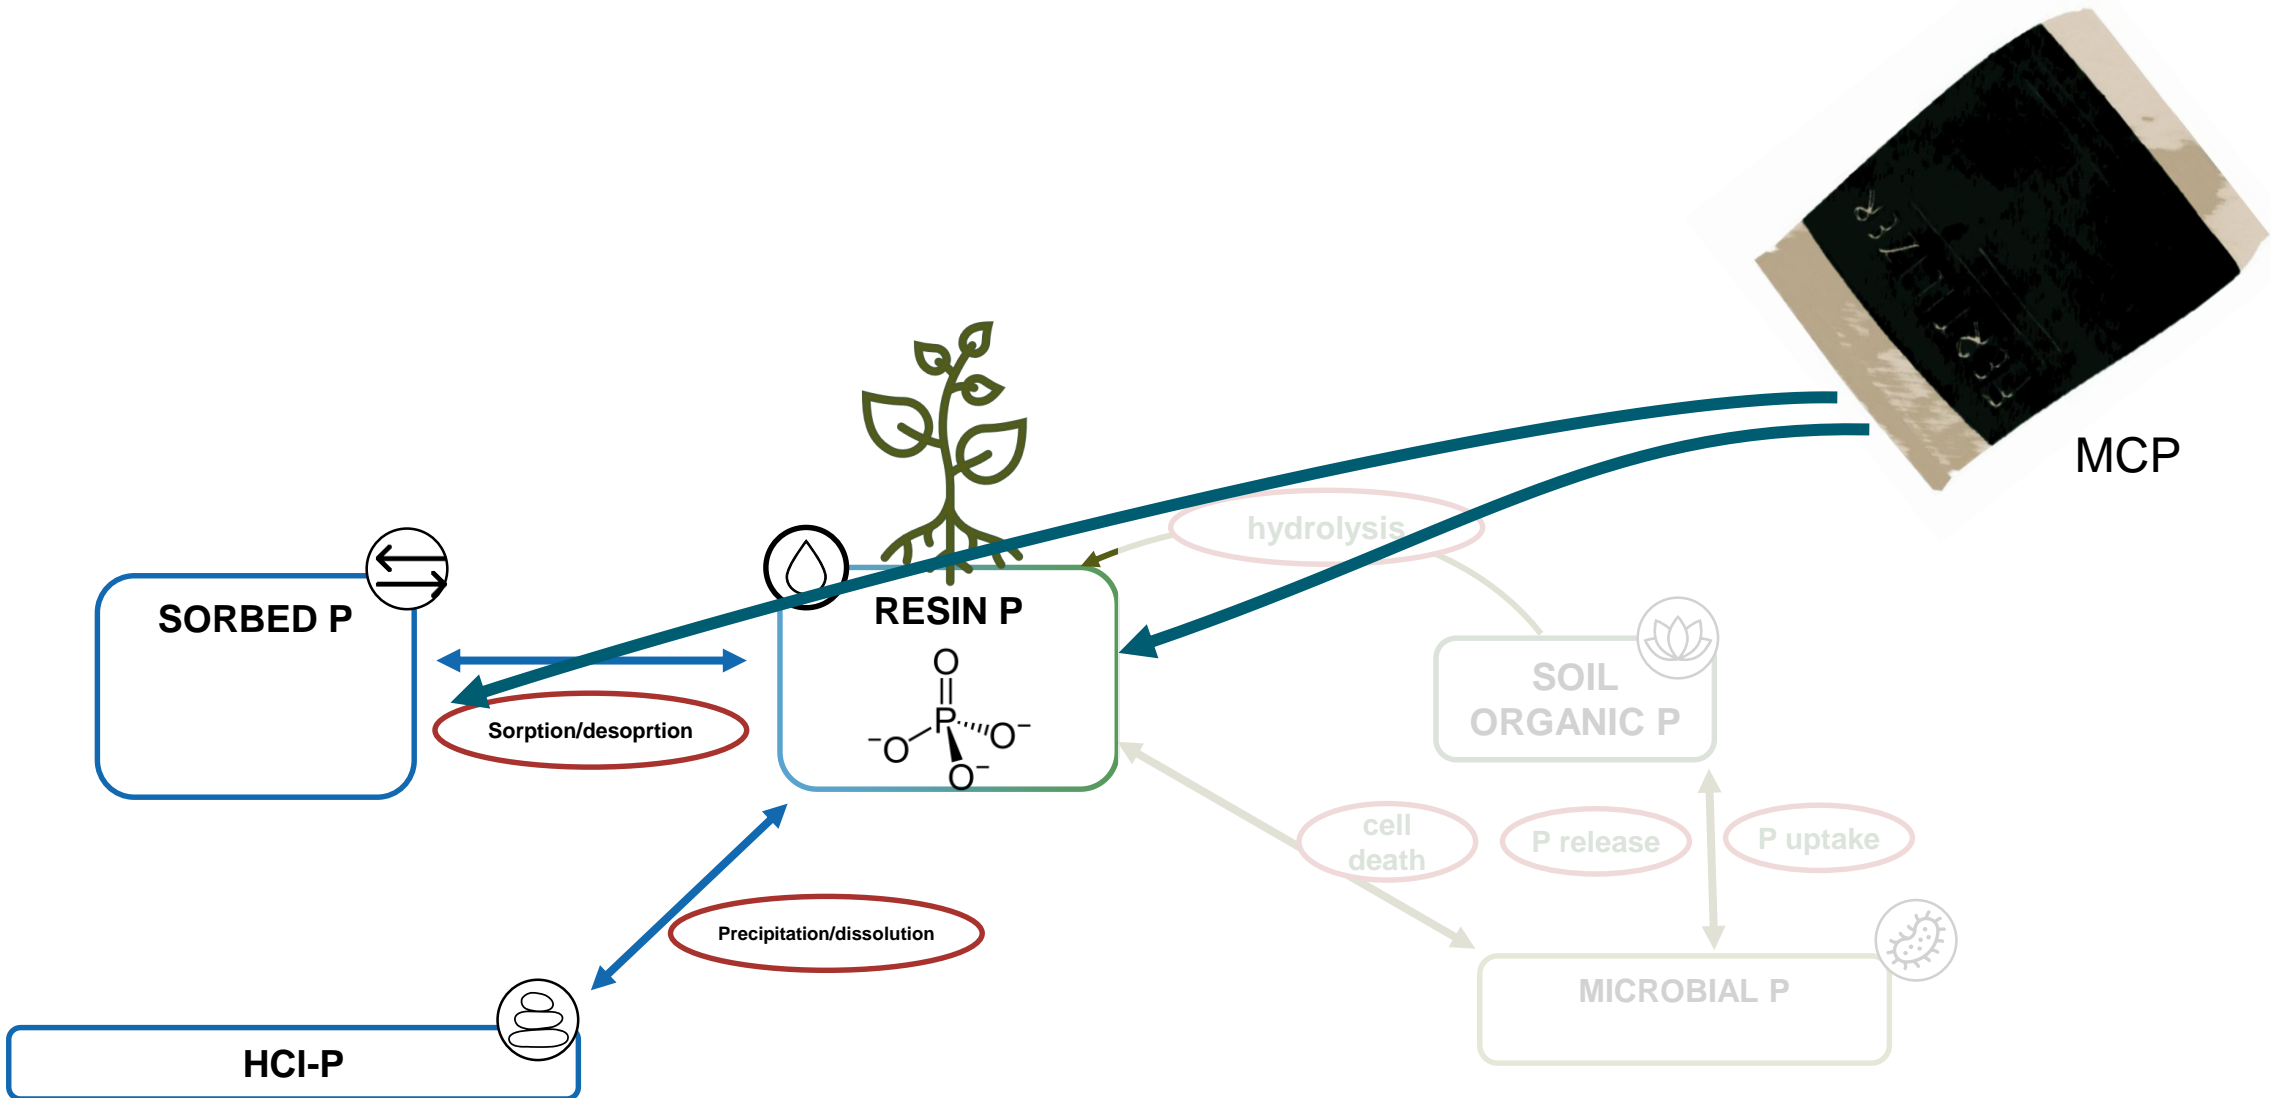 MCP
hydrolysis
SORBED P
RESIN P
O
P
⁻O
O⁻
O⁻
Sorption/desoprtion
SOIL
ORGANIC P
cell
death
P release
P uptake
Precipitation/dissolution
MICROBIAL P
HCl-P